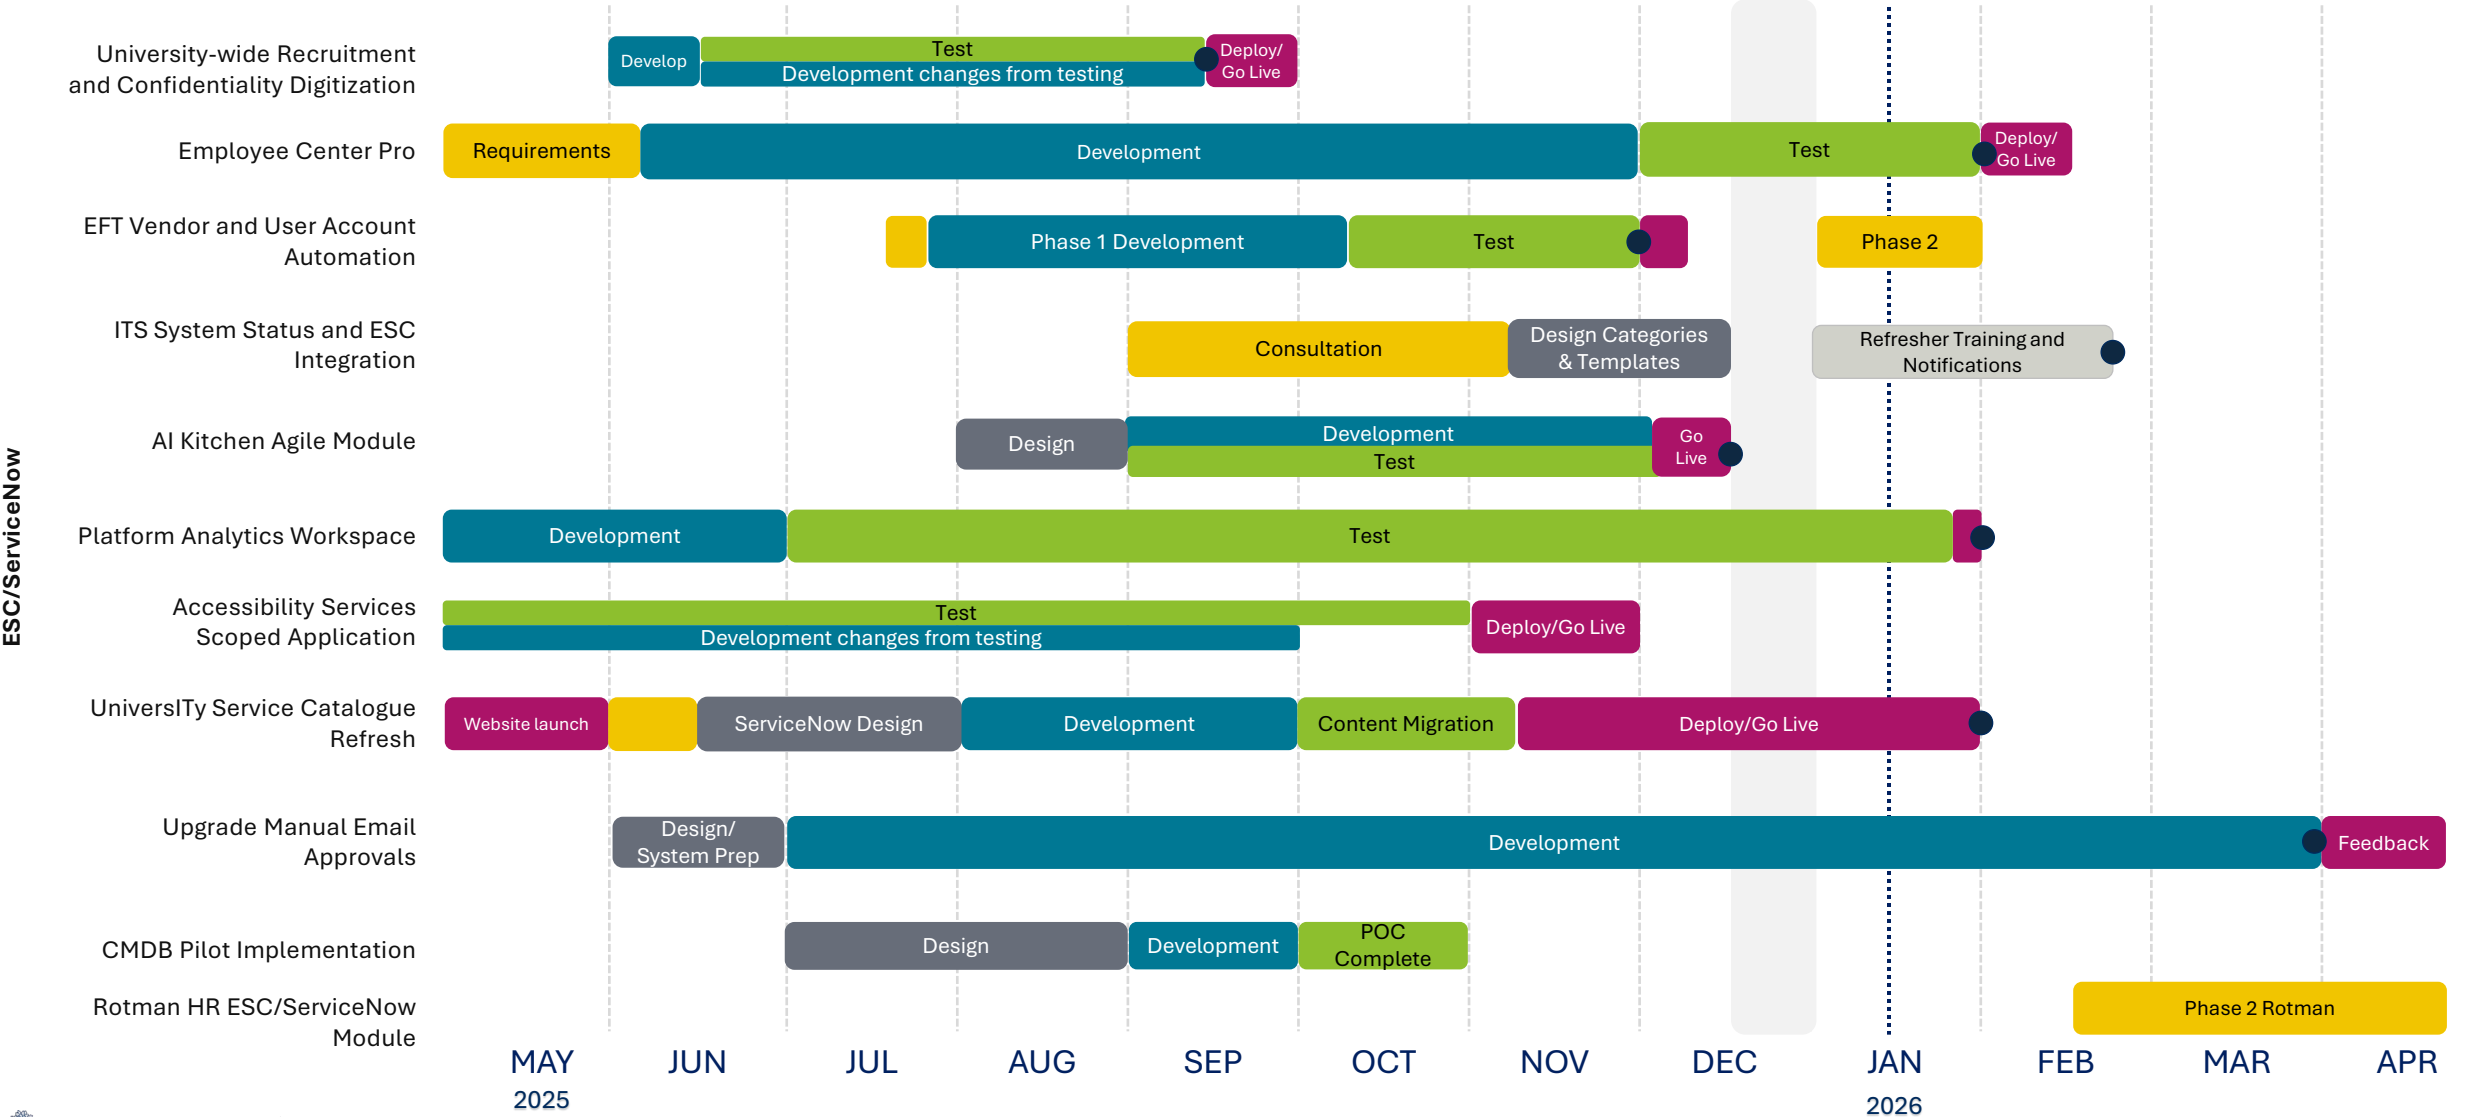 University-wide Recruitment
and Confidentiality Digitization
Develop
Test
Development changes from testing
Deploy/
Go Live
Employee Center Pro
Requirements
Development
Test
Deploy/
Go Live
EFT Vendor and User Account
Automation
Phase 1 Development
Test
Phase 2
ITS System Status and ESC
Integration
Consultation
Design Categories
& Templates
Refresher Training and
Notifications
AI Kitchen Agile Module
Design
Development
Test
Go
Live
ESC/ServiceNow
Platform Analytics Workspace
Development
Test
Accessibility Services
Scoped Application
Test
Development changes from testing
Deploy/Go Live
UniversITy Service Catalogue
Refresh
Website launch
ServiceNow Design
Development
Content Migration
Deploy/Go Live
Upgrade Manual Email
Approvals
Design/
System Prep
Development
Feedback
CMDB Pilot Implementation
Design
Development
POC
Complete
Rotman HR ESC/ServiceNow
Module
Phase 2 Rotman
MAY JUN JUL AUG SEP OCT NOV DEC JAN FEB MAR APR
2025 2026